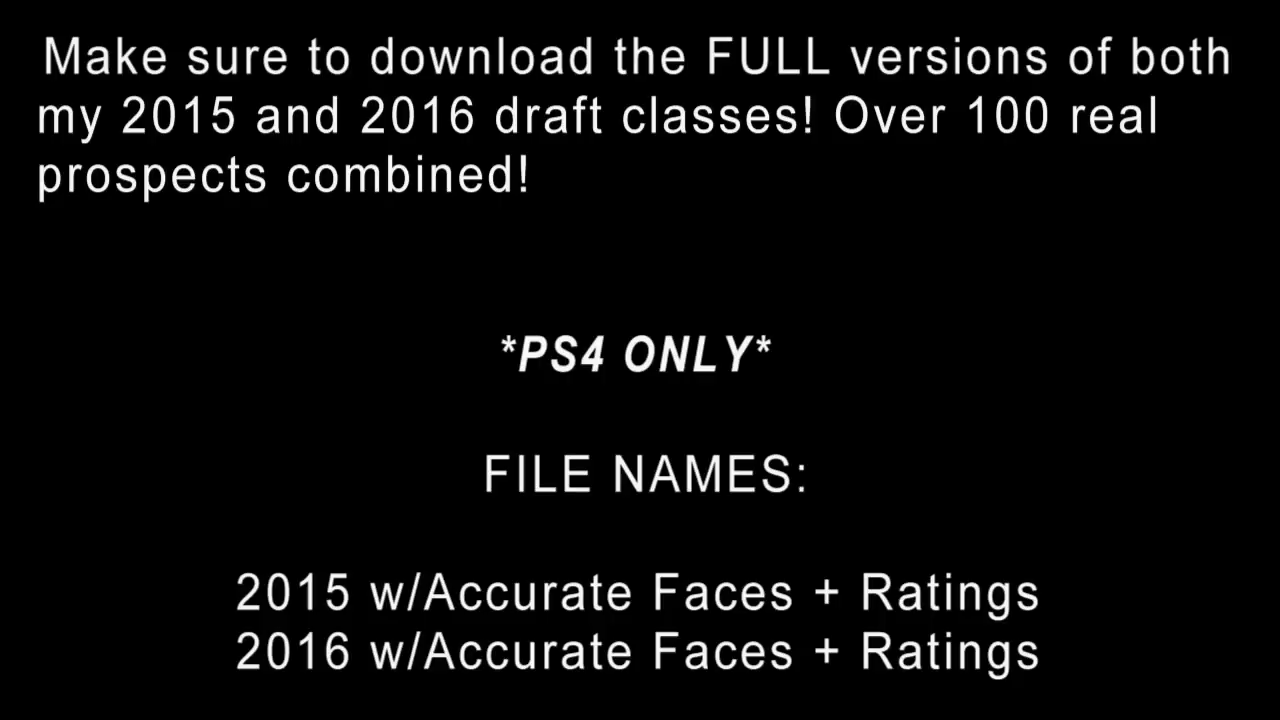 Make sure to download the FULL versions of both
my 2015 and 2016 draft classes! Over 100 real
prospects combined!
*PS4 ONLY*
FILE NAMES:
2015 w/Accurate Faces + Ratings
2016 w/Accurate Faces + Ratings